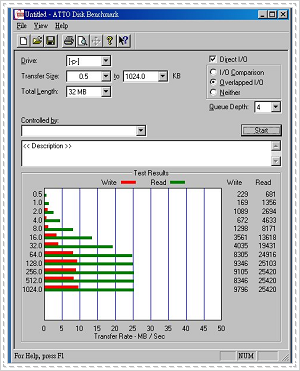 Untitled - ATTO Disk Benchmark
File View Help
Drive: [-p-] Direct I/O
Transfer Size: 0.5 to 1024.0 KB
I/O Comparison
Total Length: 32 MB
Overlapped I/O
Neither
Queue Depth: 4
Controlled by:
Start
<< Description >>
Test Results
Write Read Write Read
0.5 229 681
1.0 169 1356
2.0 1089 2694
4.0 672 4633
8.0 1298 8171
16.0 3561 13618
32.0 4035 19431
64.0 8305 24916
128.0 9346 25103
256.0 9105 25420
512.0 8346 25420
1024.0 9796 25420
0 5 10 15 20 25 30 35 40 45 50
Transfer Rate - MB / Sec
For Help, press F1 NUM